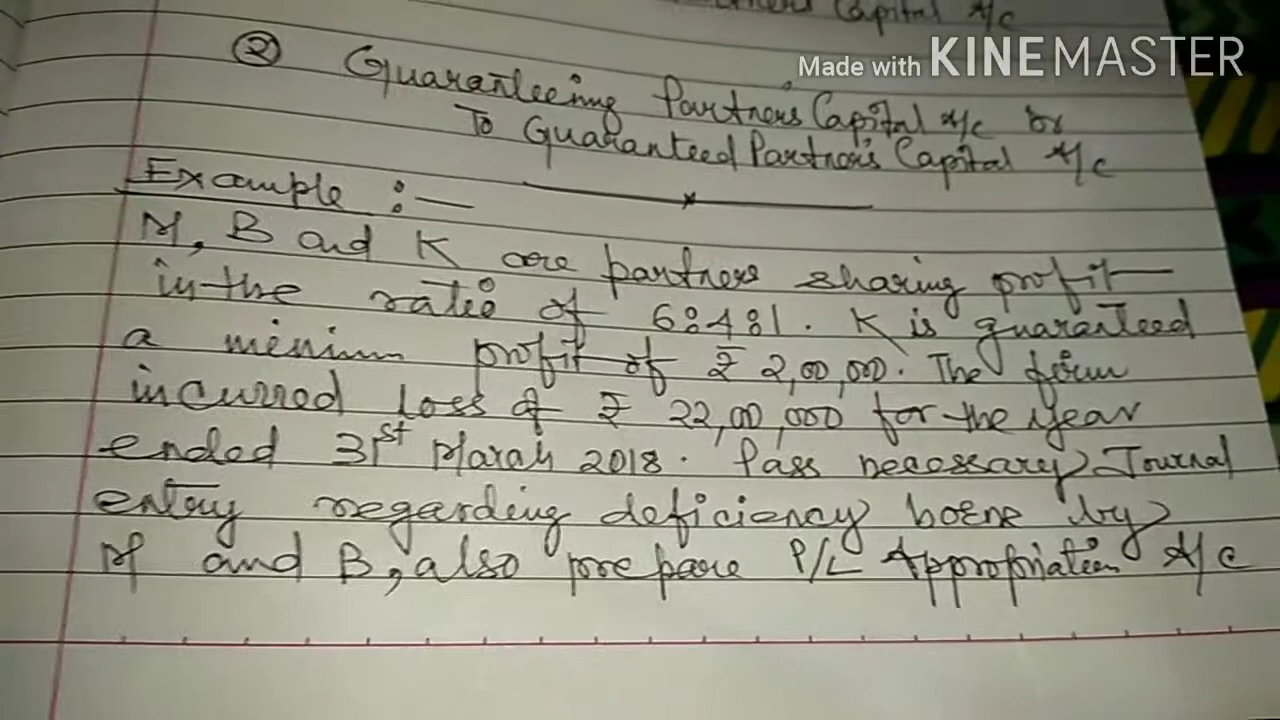 Capital A/c
Made with KINEMASTER
② Guaranteeing Partners Capital A/c Dr
To Guaranteed Partner's Capital A/c
Example :—
M, B and K are partners sharing profit
in the ratio of 6:4:1. K is guaranteed
a minium profit of ₹ 2,00,000. The firm
incurred loss of ₹ 22,00,000 for the year
ended 31st March 2018. Pass necessary Journal
entry regarding deficiency borne by
M and B, also prepare P/L Appropriation A/c